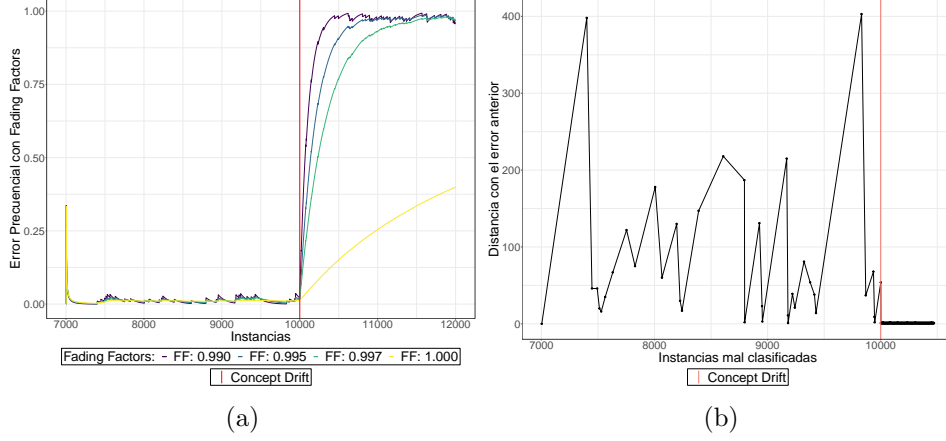 Error Precuencial con Fading Factors
1.00
0.75
0.50
0.25
0.00
7000 8000 9000 10000 11000 12000
Instancias
Fading Factors: FF: 0.990 FF: 0.995 FF: 0.997 FF: 1.000
Concept Drift
(a)
Distancia con el error anterior
400
300
200
100
0
7000 8000 9000 10000
Instancias mal clasificadas
Concept Drift
(b)